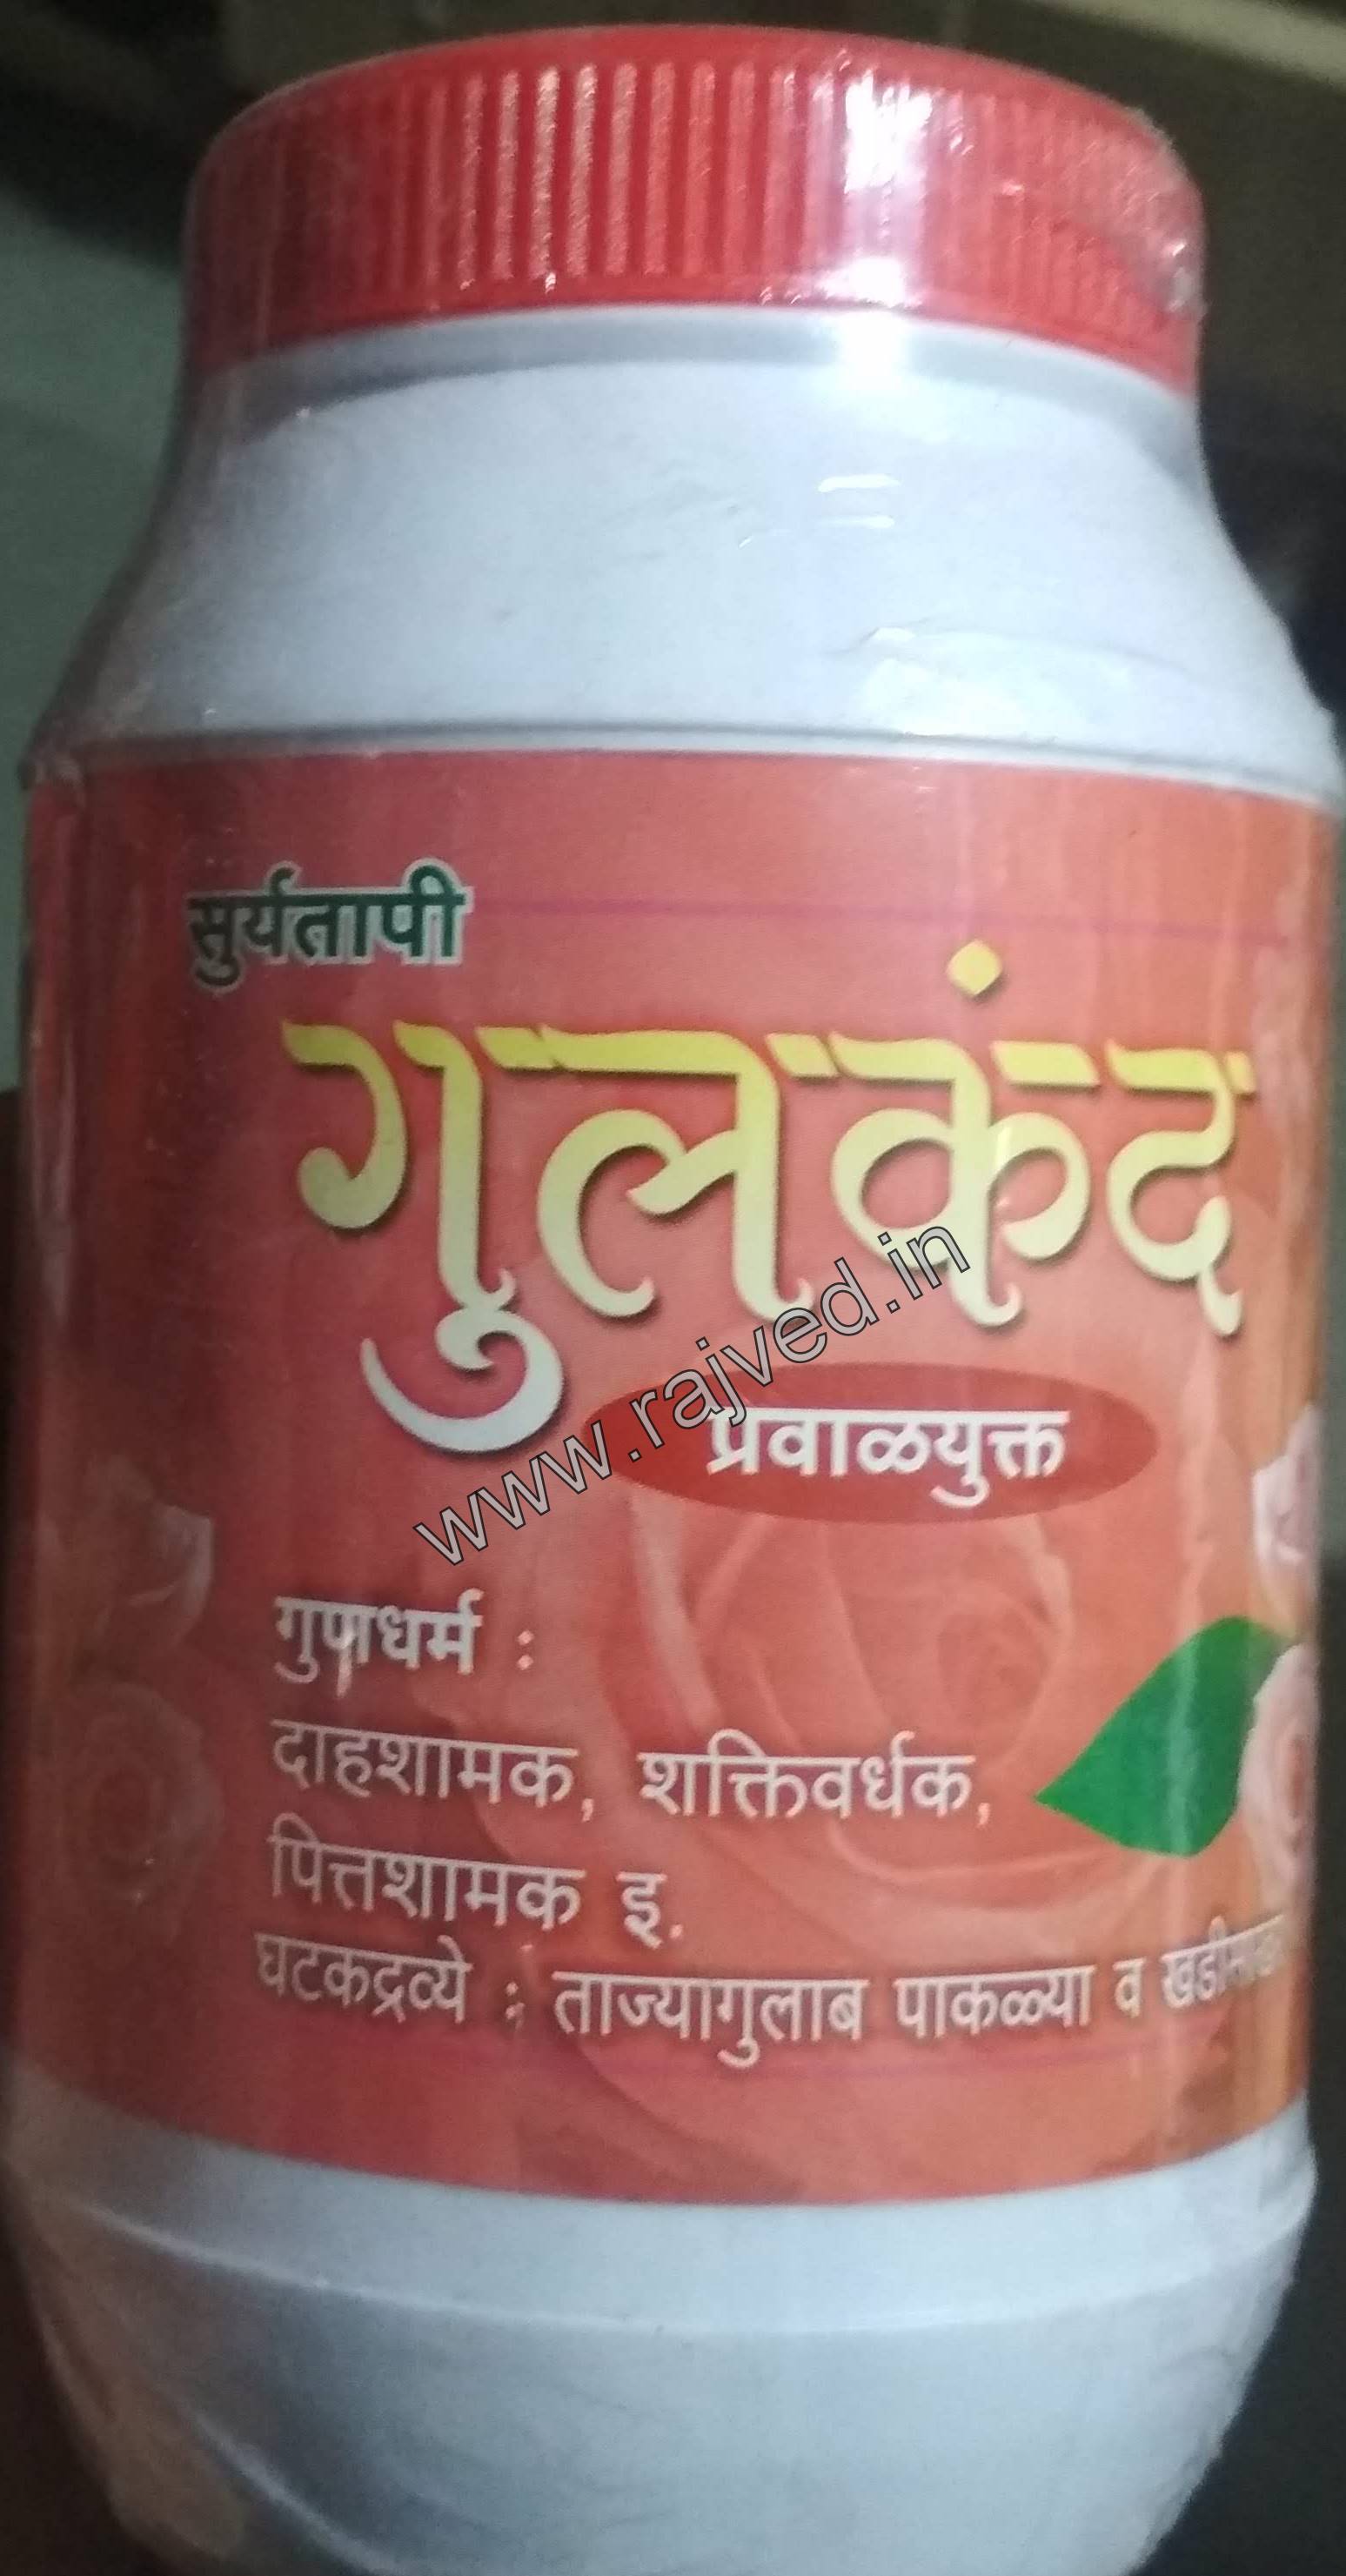 सुर्यतापी
गुलकंद
प्रवाळयुक्त
www.rajved.in
गुणधर्म :
दाहशामक, शक्तिवर्धक,
पित्तशामक इ.
घटकद्रव्ये : ताज्यागुलाब पाकळ्या व